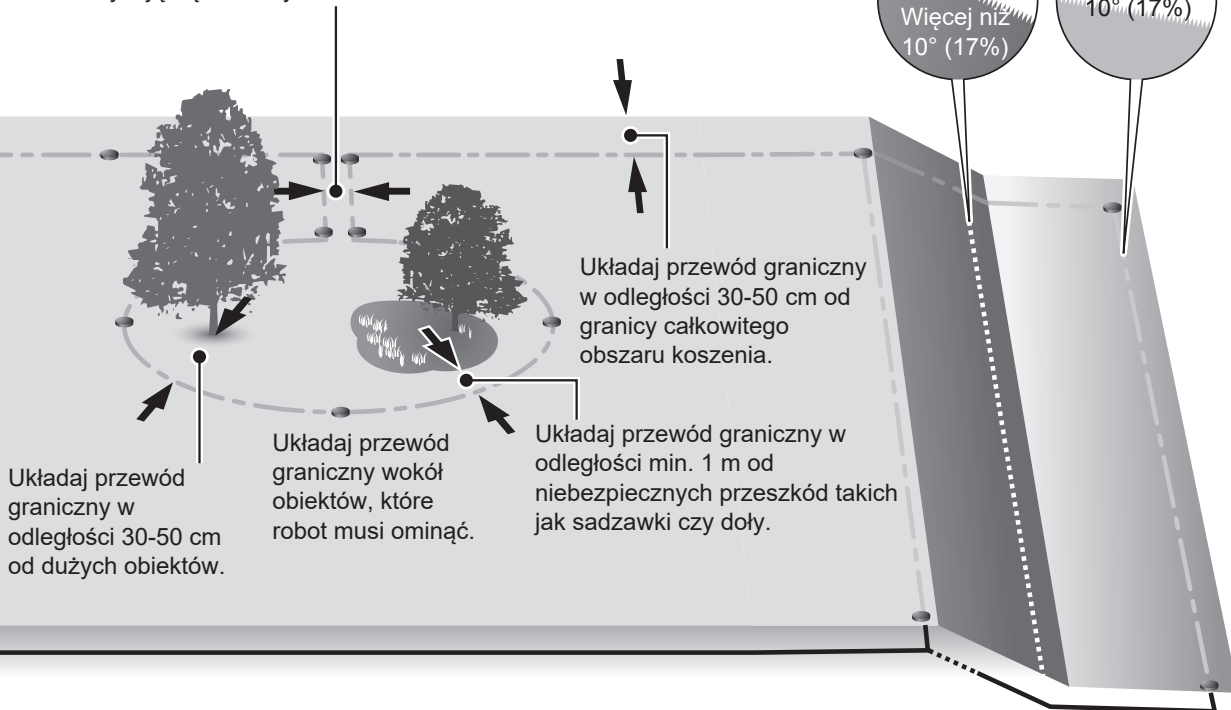 Więcej niż
10° (17%)
10° (17%)
Układaj przewód graniczny
w odległości 30-50 cm od
granicy całkowitego
obszaru koszenia.
Układaj przewód graniczny w
odległości min. 1 m od
niebezpiecznych przeszkód takich
jak sadzawki czy doły.
Układaj przewód
graniczny wokół
obiektów, które
robot musi ominąć.
Układaj przewód
graniczny w
odległości 30-50 cm
od dużych obiektów.